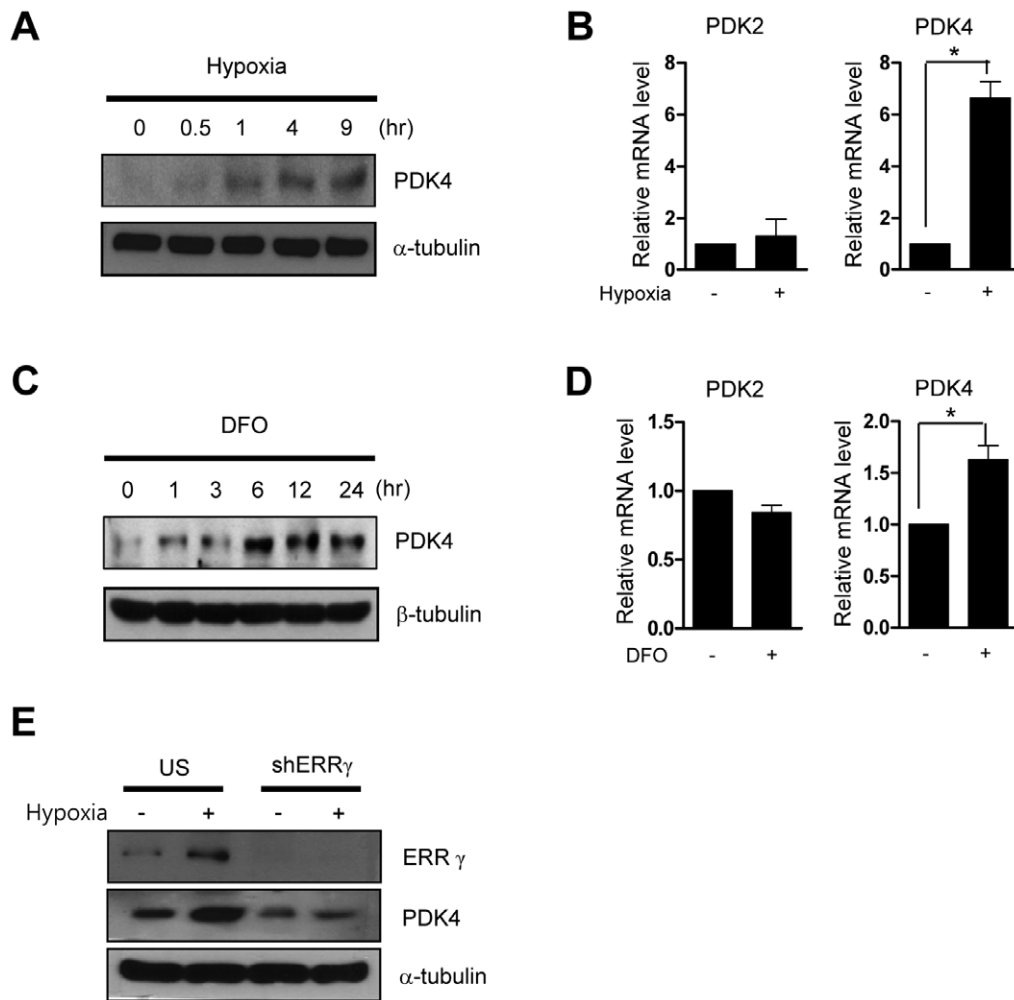 A
Hypoxia
0 0.5 1 4 9 (hr)
PDK4
α-tubulin
B
PDK2
Relative mRNA level
8
6
4
2
0
Hypoxia - +
PDK4
*
Relative mRNA level
8
6
4
2
0
- +
C
DFO
0 1 3 6 12 24 (hr)
PDK4
β-tubulin
D
PDK2
Relative mRNA level
1.5
1.0
0.5
0.0
DFO - +
PDK4
*
Relative mRNA level
2.0
1.5
1.0
0.5
0.0
- +
E
US shERRγ
Hypoxia - + - +
ERR γ
PDK4
α-tubulin